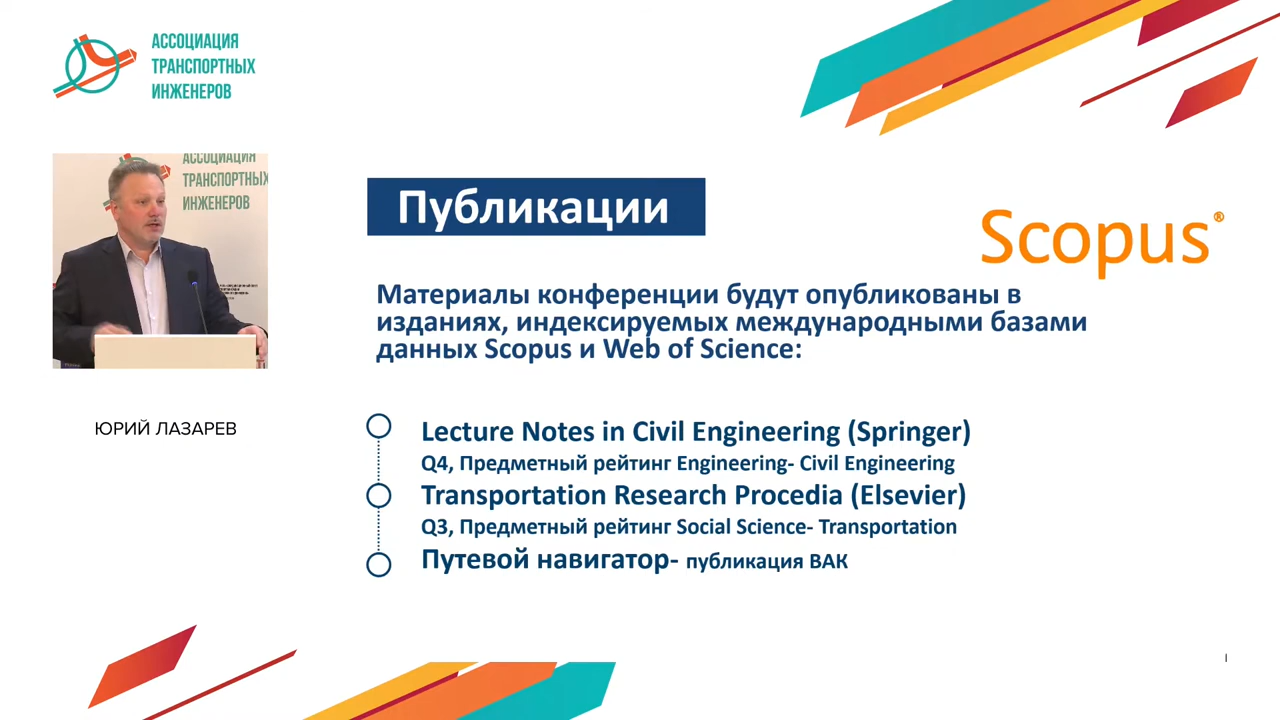 АССОЦИАЦИЯ
ТРАНСПОРТНЫХ
ИНЖЕНЕРОВ
АССОЦИАЦИЯ
ТРАНСПОРТНЫХ
ИНЖЕНЕРОВ
ЮРИЙ ЛАЗАРЕВ
Публикации
Scopus®
Материалы конференции будут опубликованы в
изданиях, индексируемых международными базами
данных Scopus и Web of Science:
Lecture Notes in Civil Engineering (Springer)
Q4, Предметный рейтинг Engineering- Civil Engineering
Transportation Research Procedia (Elsevier)
Q3, Предметный рейтинг Social Science- Transportation
Путевой навигатор- публикация ВАК
I